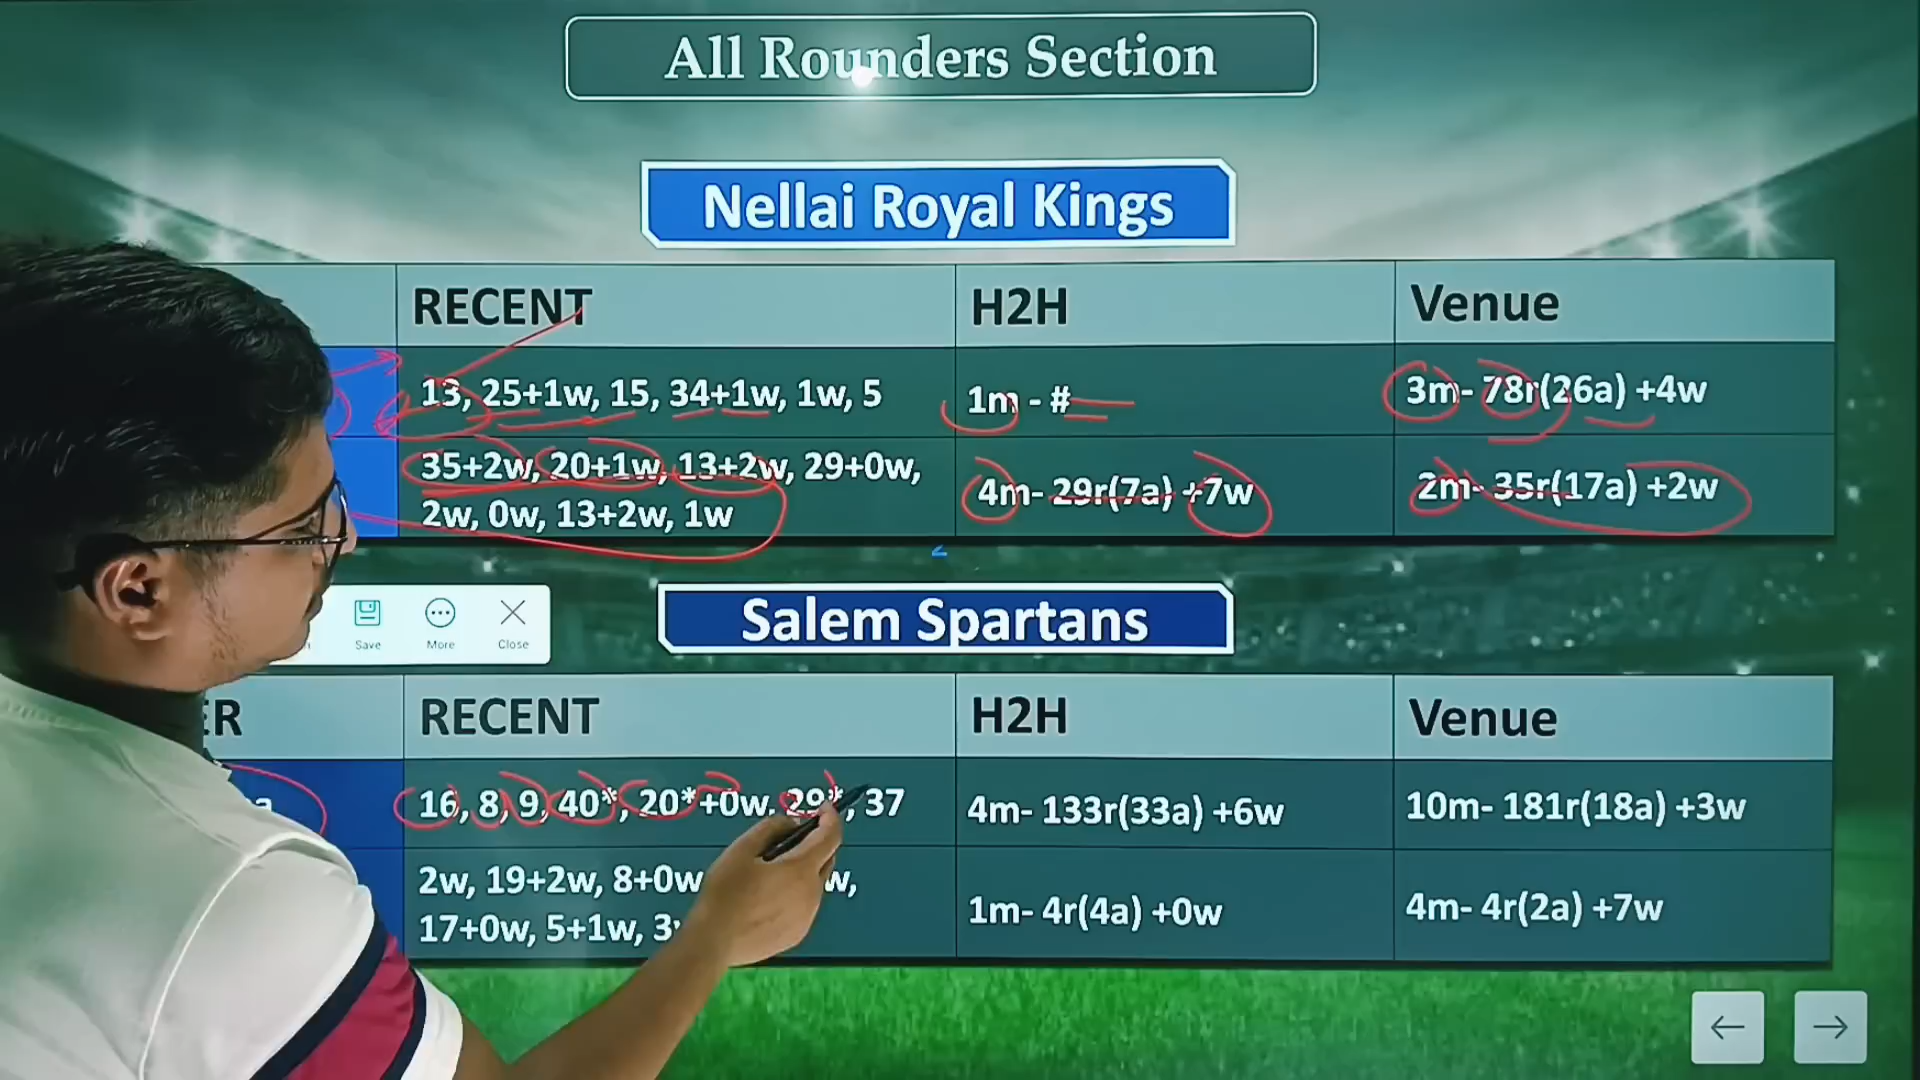 All Rounders Section
Nellai Royal Kings
RECENT H2H Venue
13, 25+1w, 15, 34+1w, 1w, 5 1m - # 3m- 78r(26a) +4w
35+2w, 20+1w, 13+2w, 29+0w,
2w, 0w, 13+2w, 1w 4m- 29r(7a) +7w 2m- 35r(17a) +2w
Save More Close
Salem Spartans
RECENT H2H Venue
16, 8, 9, 40*, 20*+0w, 29*, 37 4m- 133r(33a) +6w 10m- 181r(18a) +3w
2w, 19+2w, 8+0w
17+0w, 5+1w, 1m- 4r(4a) +0w 4m- 4r(2a) +7w